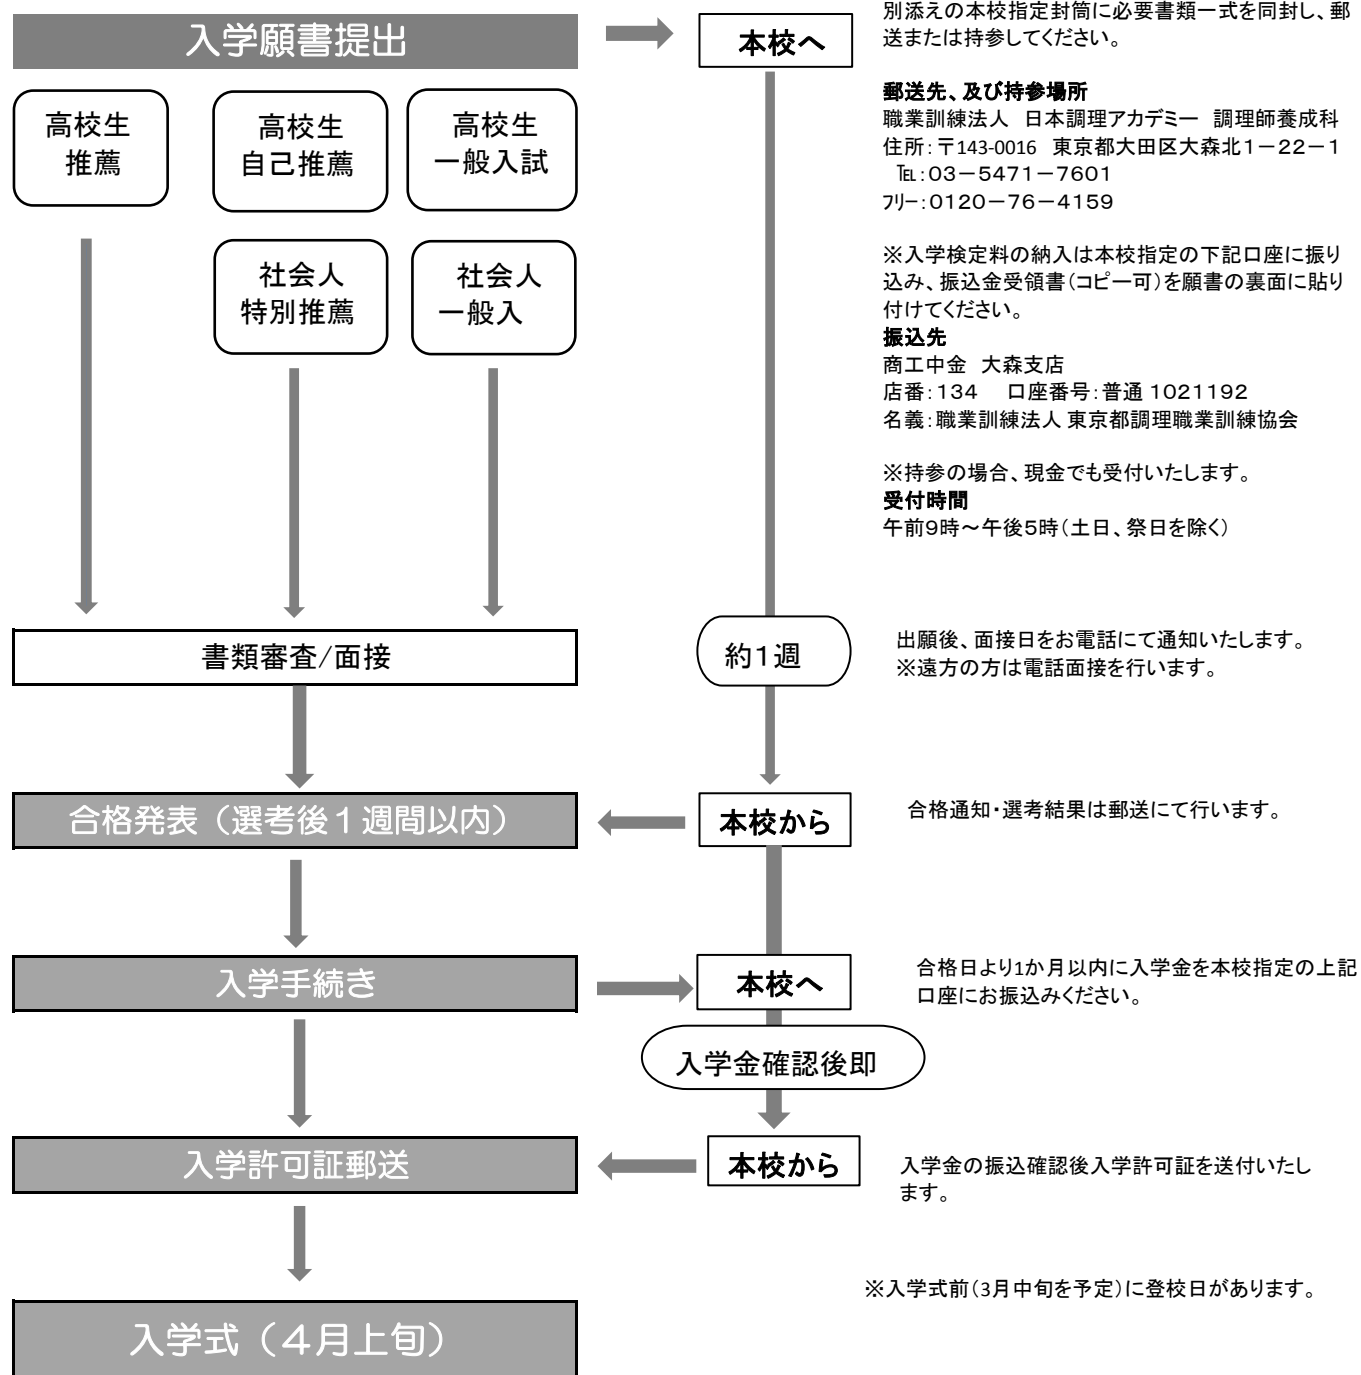 入学願書提出
本校へ
別添えの本校指定封筒に必要書類一式を同封し、郵
送または持参してください。
郵送先、及び持参場所
職業訓練法人　日本調理アカデミー　調理師養成科
住所：〒143-0016　東京都大田区大森北1－22－1
℡：03－5471－7601
ﾌﾘｰ：0120－76－4159
※入学検定料の納入は本校指定の下記口座に振り
込み、振込金受領書（コピー可）を願書の裏面に貼り
付けてください。
振込先
商工中金　大森支店
店番：134　口座番号：普通 1021192
名義：職業訓練法人 東京都調理職業訓練協会
※持参の場合、現金でも受付いたします。
受付時間
午前9時～午後5時（土日、祭日を除く）
高校生
推薦
高校生
自己推薦
高校生
一般入試
社会人
特別推薦
社会人
一般入
書類審査/面接
約1週
出願後、面接日をお電話にて通知いたします。
※遠方の方は電話面接を行います。
合格発表（選考後１週間以内）
本校から
合格通知・選考結果は郵送にて行います。
入学手続き
本校へ
合格日より1か月以内に入学金を本校指定の上記
口座にお振込みください。
入学金確認後即
入学許可証郵送
本校から
入学金の振込確認後入学許可証を送付いたし
ます。
※入学式前（3月中旬を予定）に登校日があります。
入学式（４月上旬）